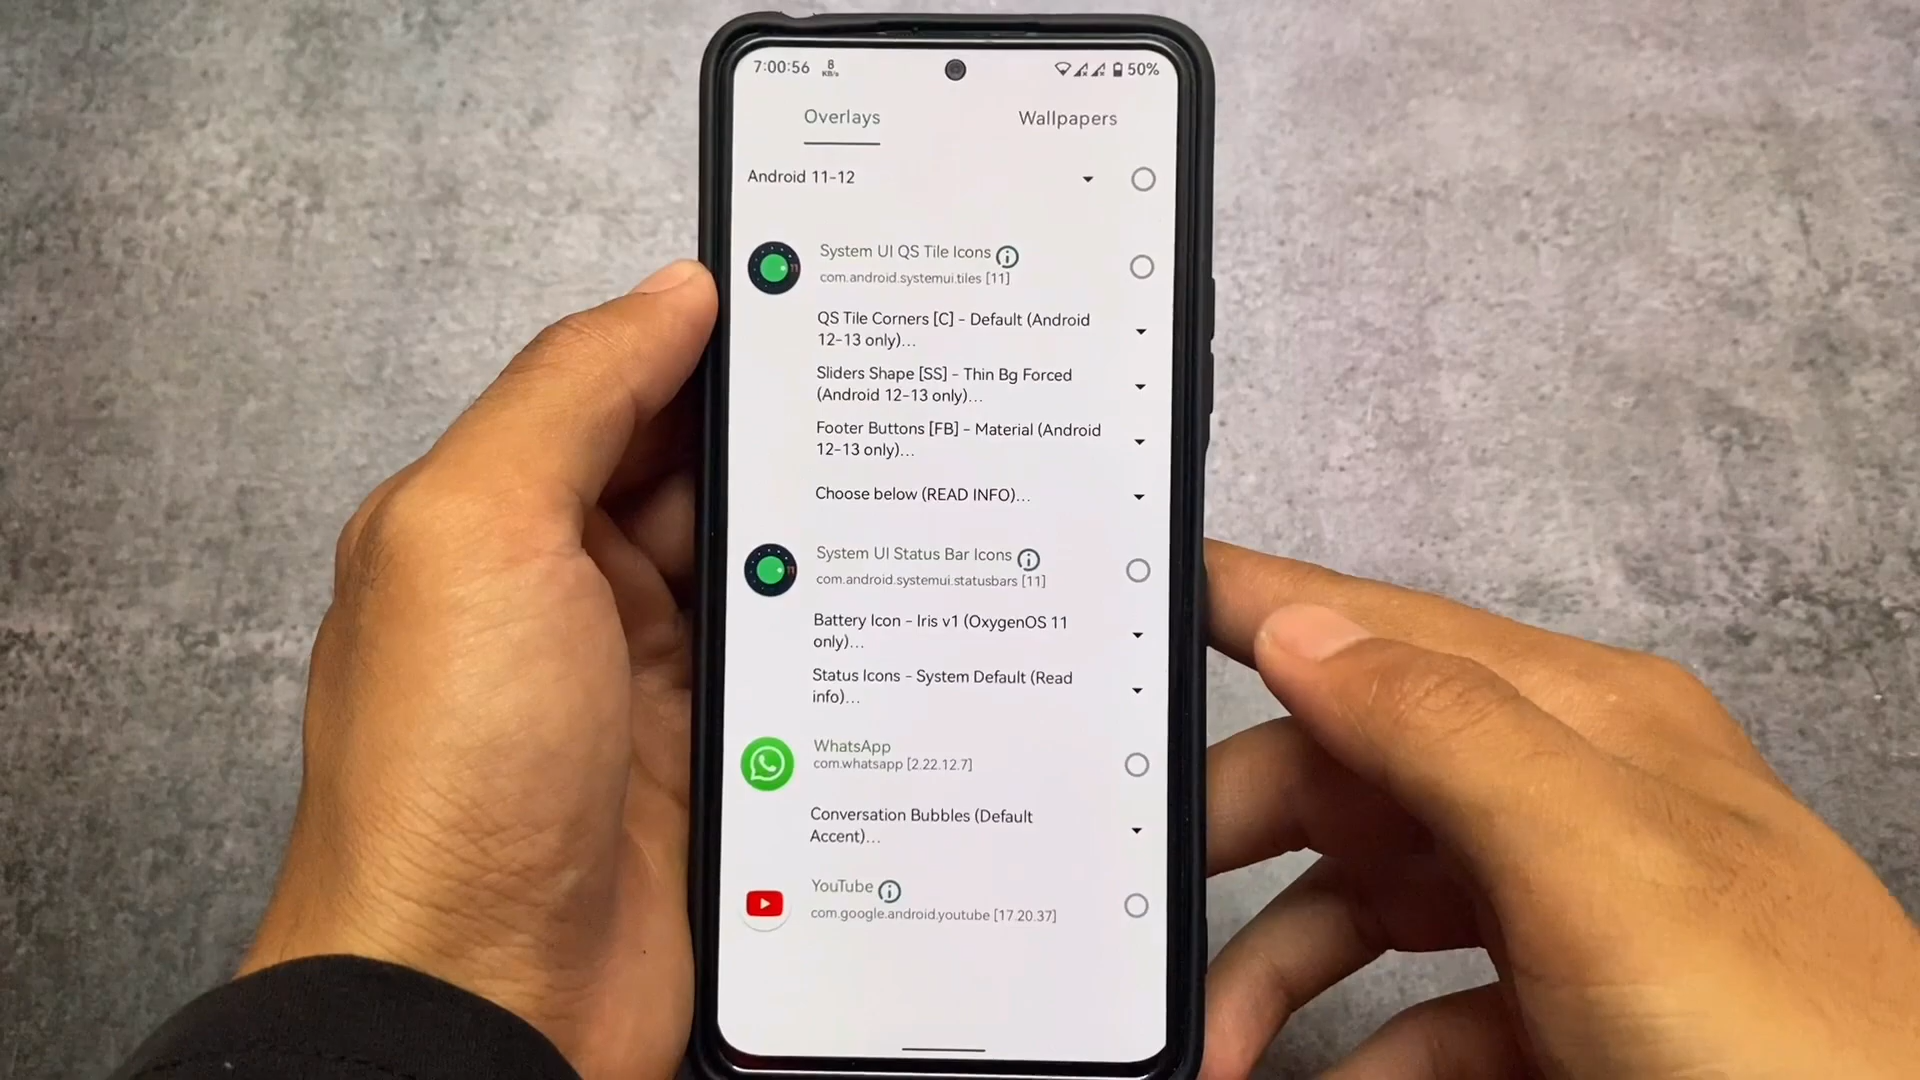 7:00:56 8 KB/s 50%
Overlays Wallpapers
Android 11-12
System UI QS Tile Icons
com.android.systemui.tiles [11]
QS Tile Corners [C] - Default (Android
12-13 only)...
Sliders Shape [SS] - Thin Bg Forced
(Android 12-13 only)...
Footer Buttons [FB] - Material (Android
12-13 only)...
Choose below (READ INFO)...
System UI Status Bar Icons
com.android.systemui.statusbars [11]
Battery Icon - Iris v1 (OxygenOS 11
only)...
Status Icons - System Default (Read
info)...
WhatsApp
com.whatsapp [2.22.12.7]
Conversation Bubbles (Default
Accent)...
YouTube
com.google.android.youtube [17.20.37]